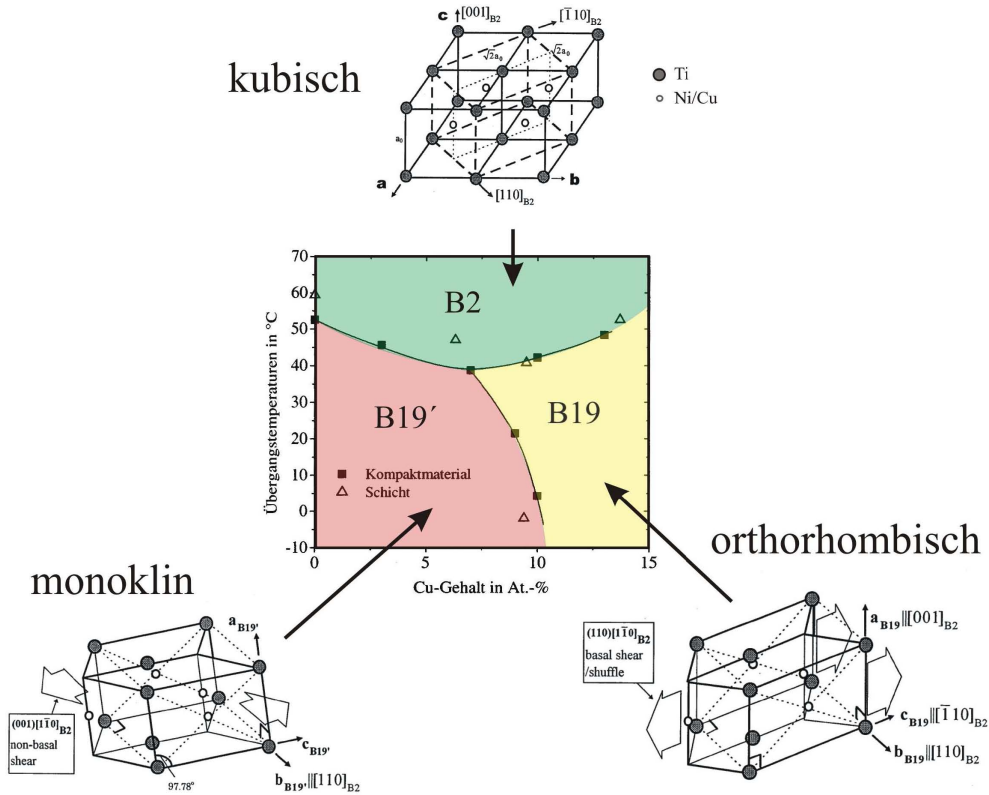 kubisch
c
[001]B2
[1̅10]B2
√2a₀
√2a₀
a₀
a
b
[110]B2
Ti
Ni/Cu
70
60
50
40
30
20
10
0
-10
Übergangstemperaturen in °C
B2
B19´
B19
Kompaktmaterial
Schicht
0
5
10
15
Cu-Gehalt in At.-%
monoklin
orthorhombisch
aB19'
(001)[11̅0]B2
non-basal
shear
97.78°
cB19'
bB19'||[110]B2
(110)[11̅0]B2
basal shear
/shuffle
aB19||[001]B2
cB19||[1̅10]B2
bB19||[110]B2